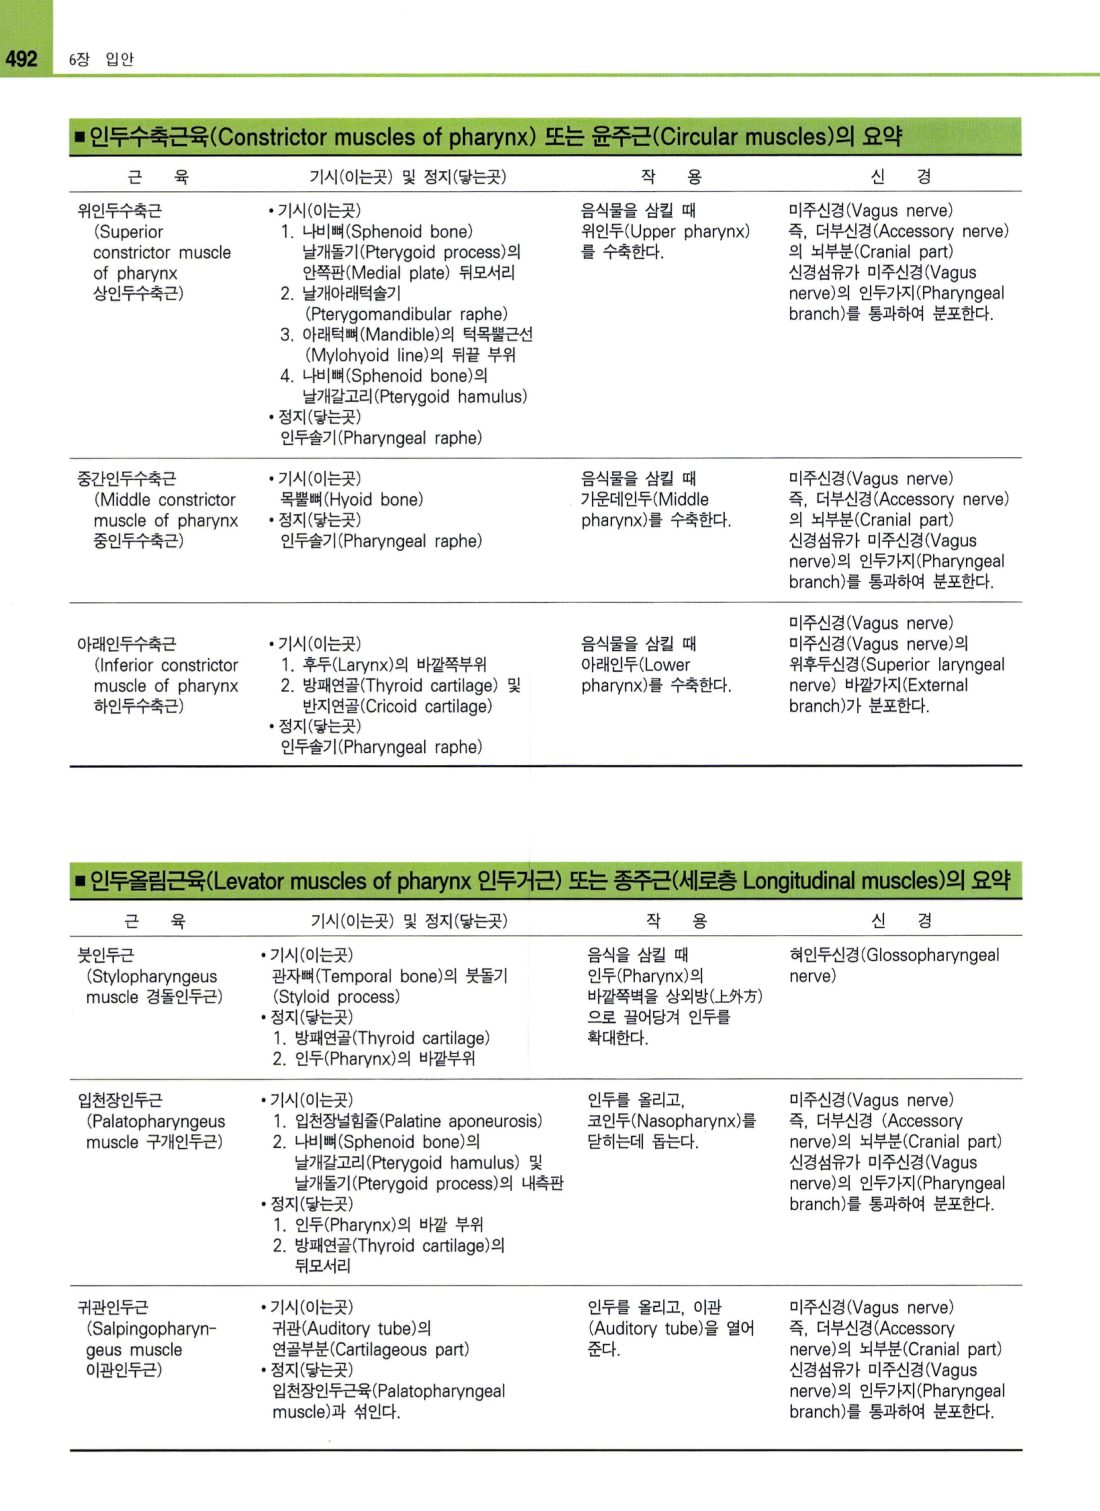 492
6장 입안
■ 인두수축근육(Constrictor muscles of pharynx) 또는 윤주근(Circular muscles)의 요약
근 육 기시(이는곳) 및 정지(닿는곳) 작 용 신 경
위인두수축근
(Superior
constrictor muscle
of pharynx
상인두수축근)
• 기시(이는곳)
1. 나비뼈(Sphenoid bone)
날개돌기(Pterygoid process)의
안쪽판(Medial plate) 뒤모서리
2. 날개아래턱솔기
(Pterygomandibular raphe)
3. 아래턱뼈(Mandible)의 턱목뿔근선
(Mylohyoid line)의 뒤끝 부위
4. 나비뼈(Sphenoid bone)의
날개갈고리(Pterygoid hamulus)
• 정지(닿는곳)
인두솔기(Pharyngeal raphe)
음식물을 삼킬 때
위인두(Upper pharynx)
를 수축한다.
미주신경(Vagus nerve)
즉, 더부신경(Accessory nerve)
의 뇌부분(Cranial part)
신경섬유가 미주신경(Vagus
nerve)의 인두가지(Pharyngeal
branch)를 통과하여 분포한다.
중간인두수축근
(Middle constrictor
muscle of pharynx
중인두수축근)
• 기시(이는곳)
목뿔뼈(Hyoid bone)
• 정지(닿는곳)
인두솔기(Pharyngeal raphe)
음식물을 삼킬 때
가운데인두(Middle
pharynx)를 수축한다.
미주신경(Vagus nerve)
즉, 더부신경(Accessory nerve)
의 뇌부분(Cranial part)
신경섬유가 미주신경(Vagus
nerve)의 인두가지(Pharyngeal
branch)를 통과하여 분포한다.
아래인두수축근
(Inferior constrictor
muscle of pharynx
하인두수축근)
• 기시(이는곳)
1. 후두(Larynx)의 바깥쪽부위
2. 방패연골(Thyroid cartilage) 및
반지연골(Cricoid cartilage)
• 정지(닿는곳)
인두솔기(Pharyngeal raphe)
음식물을 삼킬 때
아래인두(Lower
pharynx)를 수축한다.
미주신경(Vagus nerve)
미주신경(Vagus nerve)의
위후두신경(Superior laryngeal
nerve) 바깥가지(External
branch)가 분포한다.
■ 인두올림근육(Levator muscles of pharynx 인두거근) 또는 종주근(세로층 Longitudinal muscles)의 요약
근 육 기시(이는곳) 및 정지(닿는곳) 작 용 신 경
붓인두근
(Stylopharyngeus
muscle 경돌인두근)
• 기시(이는곳)
관자뼈(Temporal bone)의 붓돌기
(Styloid process)
• 정지(닿는곳)
1. 방패연골(Thyroid cartilage)
2. 인두(Pharynx)의 바깥부위
음식을 삼킬 때
인두(Pharynx)의
바깥쪽벽을 상외방(上外方)
으로 끌어당겨 인두를
확대한다.
혀인두신경(Glossopharyngeal
nerve)
입천장인두근
(Palatopharyngeus
muscle 구개인두근)
• 기시(이는곳)
1. 입천장널힘줄(Palatine aponeurosis)
2. 나비뼈(Sphenoid bone)의
날개갈고리(Pterygoid hamulus) 및
날개돌기(Pterygoid process)의 내측판
• 정지(닿는곳)
1. 인두(Pharynx)의 바깥 부위
2. 방패연골(Thyroid cartilage)의
뒤모서리
인두를 올리고,
코인두(Nasopharynx)를
닫히는데 돕는다.
미주신경(Vagus nerve)
즉, 더부신경 (Accessory
nerve)의 뇌부분(Cranial part)
신경섬유가 미주신경(Vagus
nerve)의 인두가지(Pharyngeal
branch)를 통과하여 분포한다.
귀관인두근
(Salpingopharyn-
geus muscle
이관인두근)
• 기시(이는곳)
귀관(Auditory tube)의
연골부분(Cartilageous part)
• 정지(닿는곳)
입천장인두근육(Palatopharyngeal
muscle)과 섞인다.
인두를 올리고, 이관
(Auditory tube)을 열어
준다.
미주신경(Vagus nerve)
즉, 더부신경(Accessory
nerve)의 뇌부분(Cranial part)
신경섬유가 미주신경(Vagus
nerve)의 인두가지(Pharyngeal
branch)를 통과하여 분포한다.